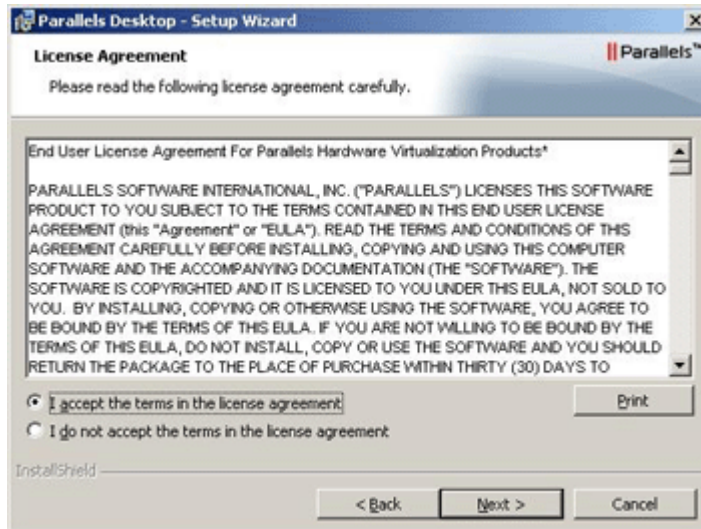 Parallels Desktop - Setup Wizard
License Agreement
Parallels™
Please read the following license agreement carefully.
End User License Agreement For Parallels Hardware Virtualization Products*
PARALLELS SOFTWARE INTERNATIONAL, INC. ("PARALLELS") LICENSES THIS SOFTWARE
PRODUCT TO YOU SUBJECT TO THE TERMS CONTAINED IN THIS END USER LICENSE
AGREEMENT (this "Agreement" or "EULA"). READ THE TERMS AND CONDITIONS OF THIS
AGREEMENT CAREFULLY BEFORE INSTALLING, COPYING AND USING THIS COMPUTER
SOFTWARE AND THE ACCOMPANYING DOCUMENTATION (THE "SOFTWARE"). THE
SOFTWARE IS COPYRIGHTED AND IT IS LICENSED TO YOU UNDER THIS EULA, NOT SOLD TO
YOU. BY INSTALLING, COPYING OR OTHERWISE USING THE SOFTWARE, YOU AGREE TO
BE BOUND BY THE TERMS OF THIS EULA. IF YOU ARE NOT WILLING TO BE BOUND BY THE
TERMS OF THIS EULA, DO NOT INSTALL, COPY OR USE THE SOFTWARE AND YOU SHOULD
RETURN THE PACKAGE TO THE PLACE OF PURCHASE WITHIN THIRTY (30) DAYS TO
I accept the terms in the license agreement
Print
I do not accept the terms in the license agreement
InstallShield
< Back
Next >
Cancel